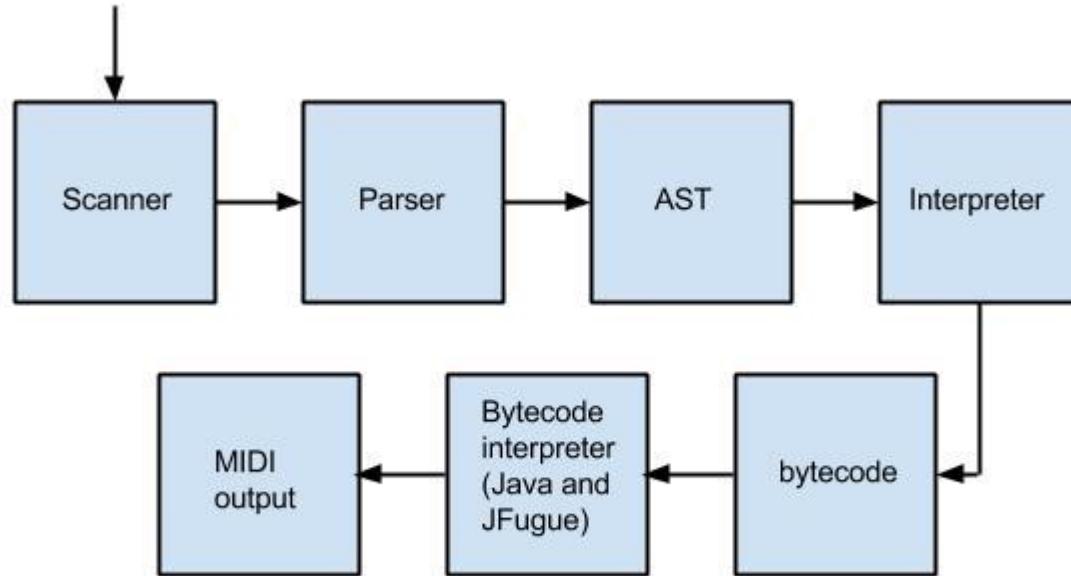 Scanner
Parser
AST
Interpreter
MIDI
output
Bytecode
interpreter
(Java and
JFugue)
bytecode